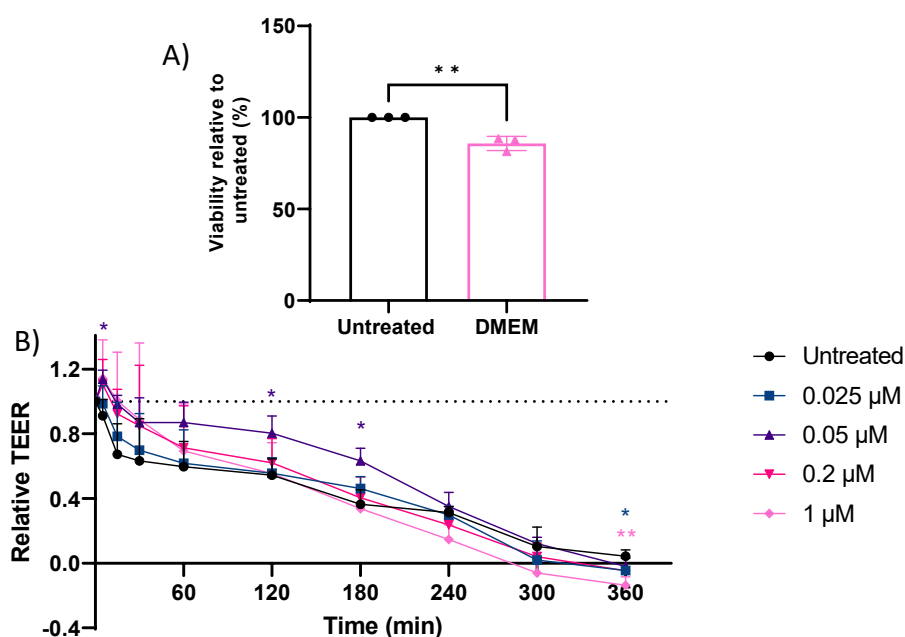 A)
Viability relative to
untreated (%)
150
100
50
0
**
Untreated
DMEM
B)
Relative TEER
1.2
0.8
0.4
0.0
-0.4
*
*
*
*
**
60
120
180
240
300
360
Time (min)
Untreated
0.025 µM
0.05 µM
0.2 µM
1 µM